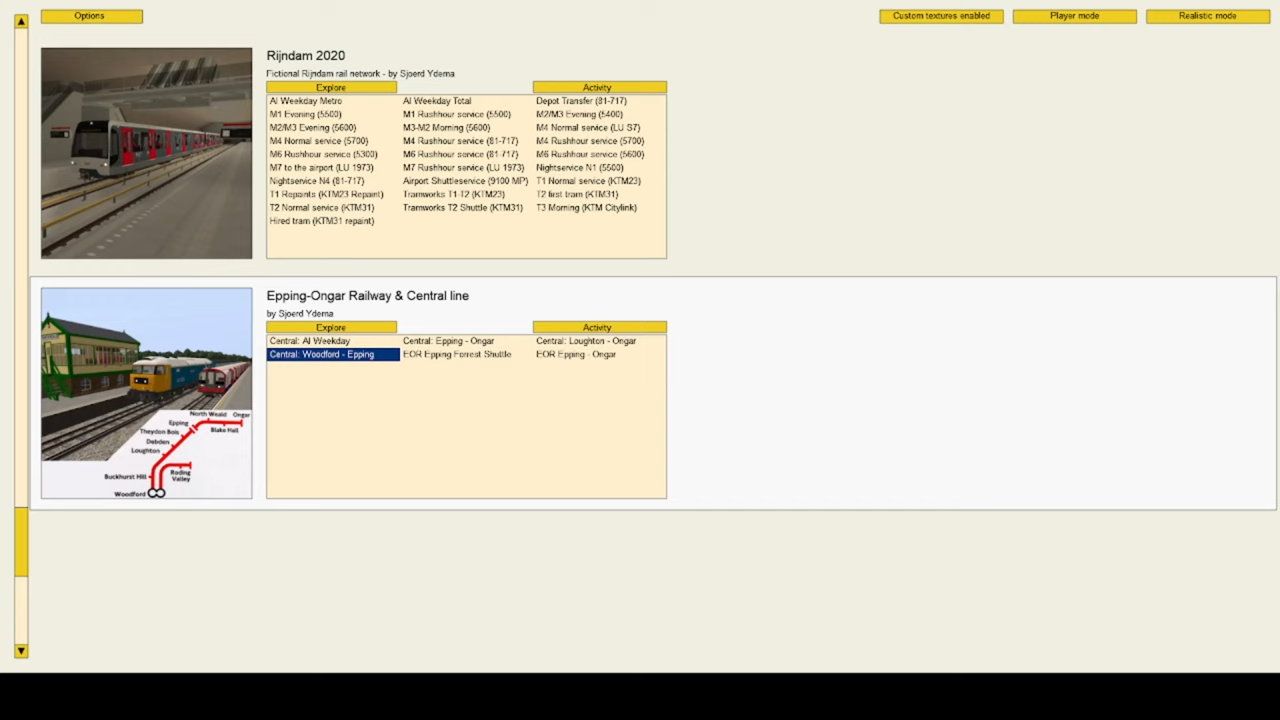 Options
Custom textures enabled
Player mode
Realistic mode
Rijndam 2020
Fictional Rijndam rail network - by Sjoerd Ydema
Explore
Activity
AI Weekday Metro
AI Weekday Total
Depot Transfer (81-717)
M1 Evening (5500)
M1 Rushhour service (5500)
M2/M3 Evening (5400)
M2/M3 Evening (5600)
M3-M2 Morning (5600)
M4 Normal service (LU S7)
M4 Normal service (5700)
M4 Rushhour service (81-717)
M4 Rushhour service (5700)
M6 Rushhour service (5300)
M6 Rushhour service (81-717)
M6 Rushhour service (5600)
M7 to the airport (LU 1973)
M7 Rushhour service (LU 1973)
Nightservice N1 (5500)
Nightservice N4 (81-717)
Airport Shuttleservice (9100 MP)
T1 Normal service (KTM23)
T1 Repaints (KTM23 Repaint)
Tramworks T1-T2 (KTM23)
T2 first tram (KTM31)
T2 Normal service (KTM31)
Tramworks T2 Shuttle (KTM31)
T3 Morning (KTM Citylink)
Hired tram (KTM31 repaint)
Epping-Ongar Railway & Central line
by Sjoerd Ydema
Explore
Activity
Central: AI Weekday
Central: Epping - Ongar
Central: Loughton - Ongar
Central: Woodford - Epping
EOR Epping Forrest Shuttle
EOR Epping - Ongar
North Weald
Ongar
Epping
Blake Hall
Theydon Bois
Debden
Loughton
Buckhurst Hill
Roding
Valley
Woodford